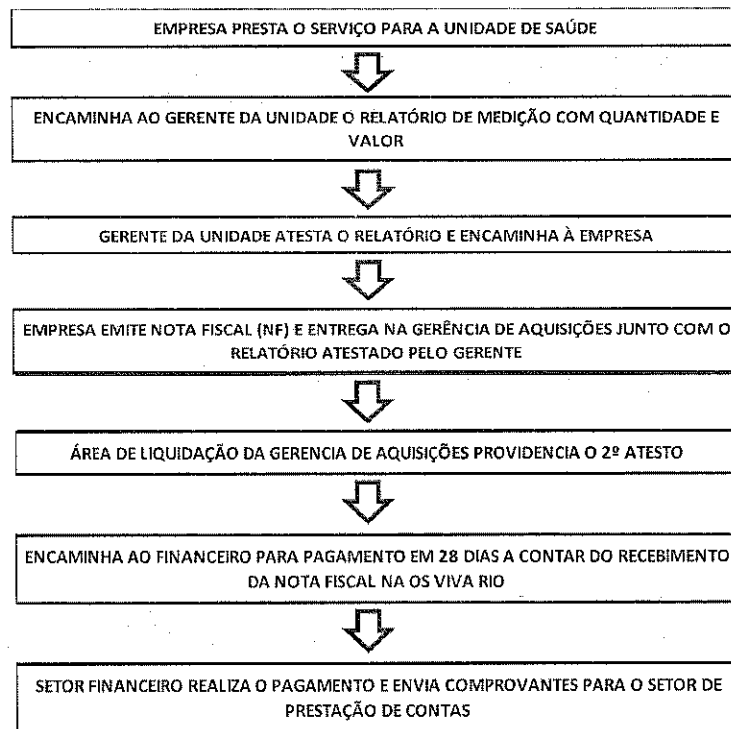 EMPRESA PRESTA O SERVIÇO PARA A UNIDADE DE SAÚDE
ENCAMINHA AO GERENTE DA UNIDADE O RELATÓRIO DE MEDIÇÃO COM QUANTIDADE E
VALOR
GERENTE DA UNIDADE ATESTA O RELATÓRIO E ENCAMINHA À EMPRESA
EMPRESA EMITE NOTA FISCAL (NF) E ENTREGA NA GERÊNCIA DE AQUISIÇÕES JUNTO COM O
RELATÓRIO ATESTADO PELO GERENTE
ÁREA DE LIQUIDAÇÃO DA GERENCIA DE AQUISIÇÕES PROVIDENCIA O 2º ATESTO
ENCAMINHA AO FINANCEIRO PARA PAGAMENTO EM 28 DIAS A CONTAR DO RECEBIMENTO
DA NOTA FISCAL NA OS VIVA RIO
SETOR FINANCEIRO REALIZA O PAGAMENTO E ENVIA COMPROVANTES PARA O SETOR DE
PRESTAÇÃO DE CONTAS